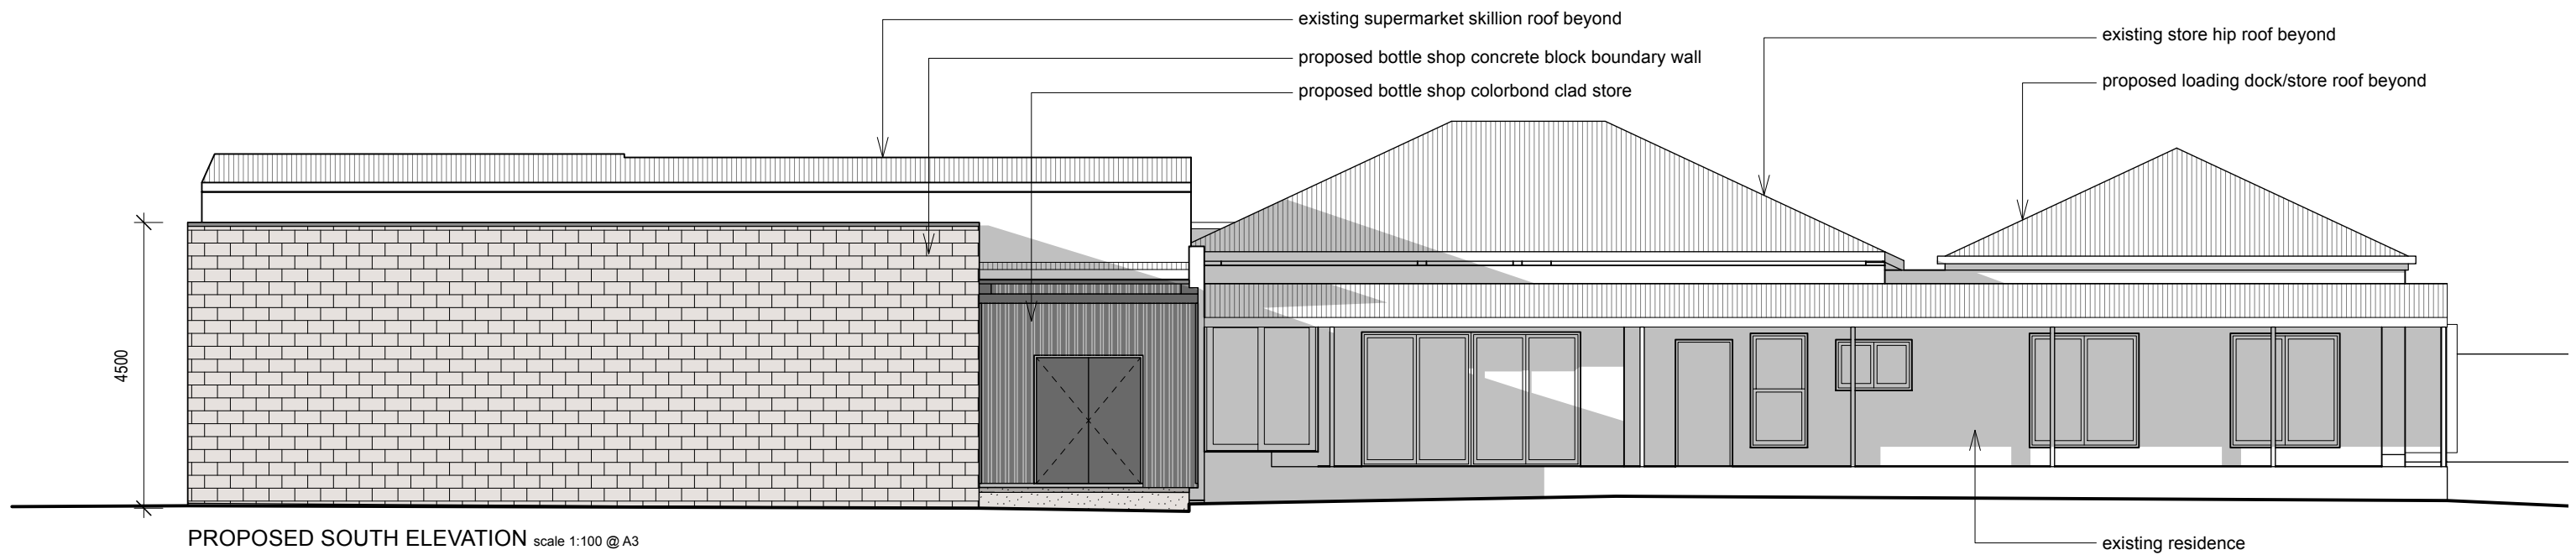 existing supermarket skillion roof beyond
proposed bottle shop concrete block boundary wall
proposed bottle shop colorbond clad store
existing store hip roof beyond
proposed loading dock/store roof beyond
4500
PROPOSED SOUTH ELEVATION scale 1:100 @ A3
existing residence